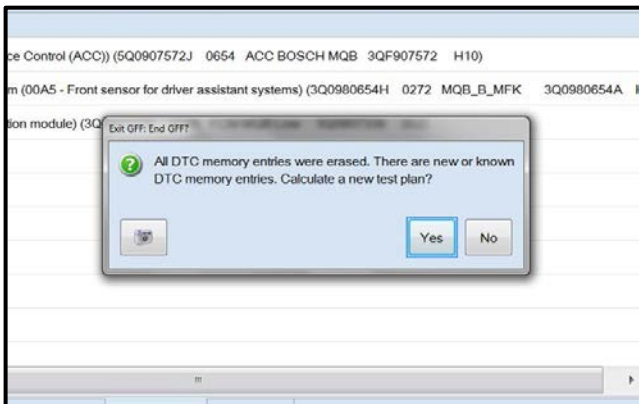 ce Control (ACC)) (5Q0907572J 0654 ACC BOSCH MQB 3QF907572 H10)
m (00A5 - Front sensor for driver assistant systems) (3Q0980654H 0272 MQB_B_MFK 3Q0980654A
tion module) (3Q
Exit GFF: End GFF?
All DTC memory entries were erased. There are new or known
DTC memory entries. Calculate a new test plan?
Yes No